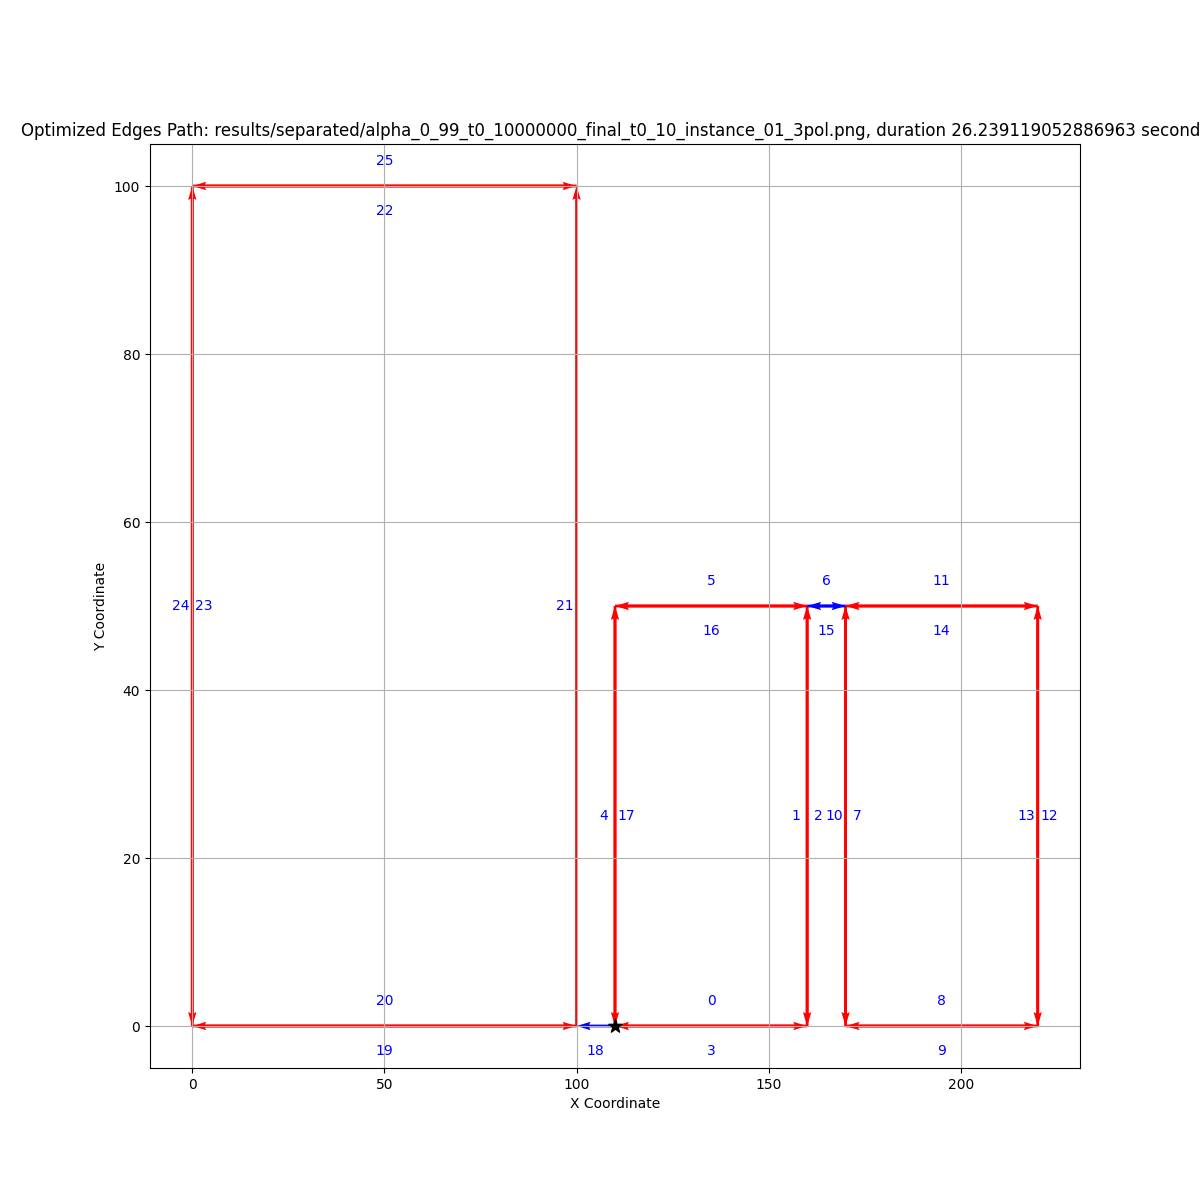 Optimized Edges Path: results/separated/alpha_0_99_t0_10000000_final_t0_10_instance_01_3pol.png, duration 26.239119052886963 second
25
100
22
80
60
5 6 11
24 23 21
16 15 14
40
20
4 17 1 2 10 7 13 12
20 0 8
0
19 18 3 9
0 50 100 150 200
X Coordinate
Y Coordinate